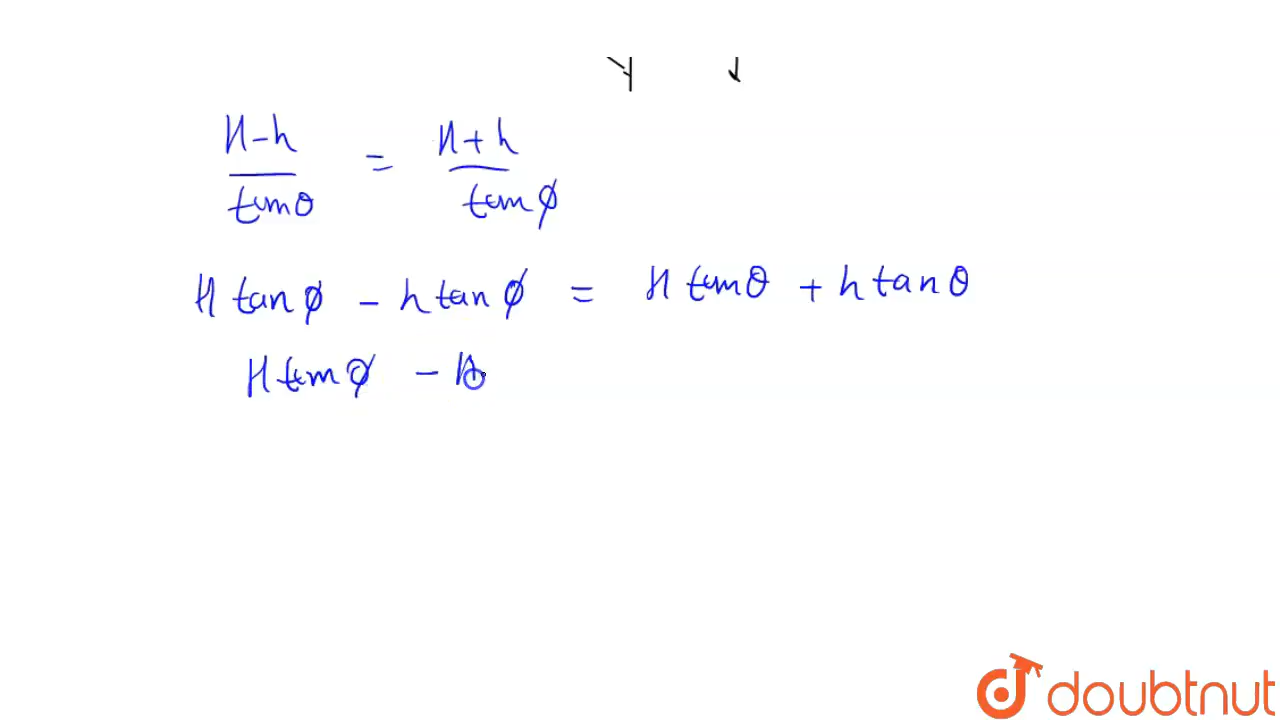 H-h / tanθ = H+h / tanφ
H tanφ - h tanφ = H tanθ + h tanθ
H tanφ - H
doubtnut